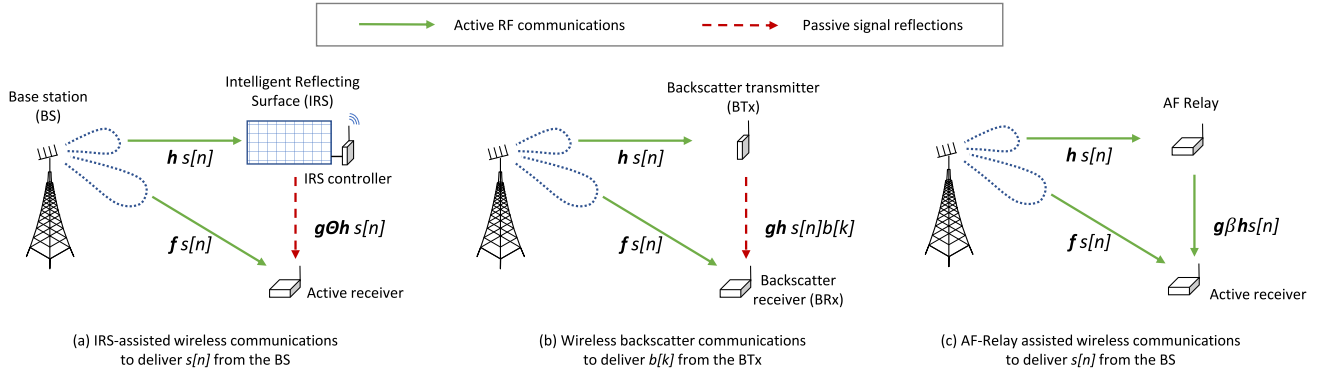 Active RF communications
Passive signal reflections
Base station
(BS)
Intelligent Reflecting
Surface (IRS)
h s[n]
IRS controller
gΘh s[n]
f s[n]
Active receiver
(a) IRS-assisted wireless communications
to deliver s[n] from the BS
Backscatter transmitter
(BTx)
h s[n]
gh s[n]b[k]
f s[n]
Backscatter
receiver (BRx)
(b) Wireless backscatter communications
to deliver b[k] from the BTx
AF Relay
h s[n]
gβhs[n]
f s[n]
Active receiver
(c) AF-Relay assisted wireless communications
to deliver s[n] from the BS